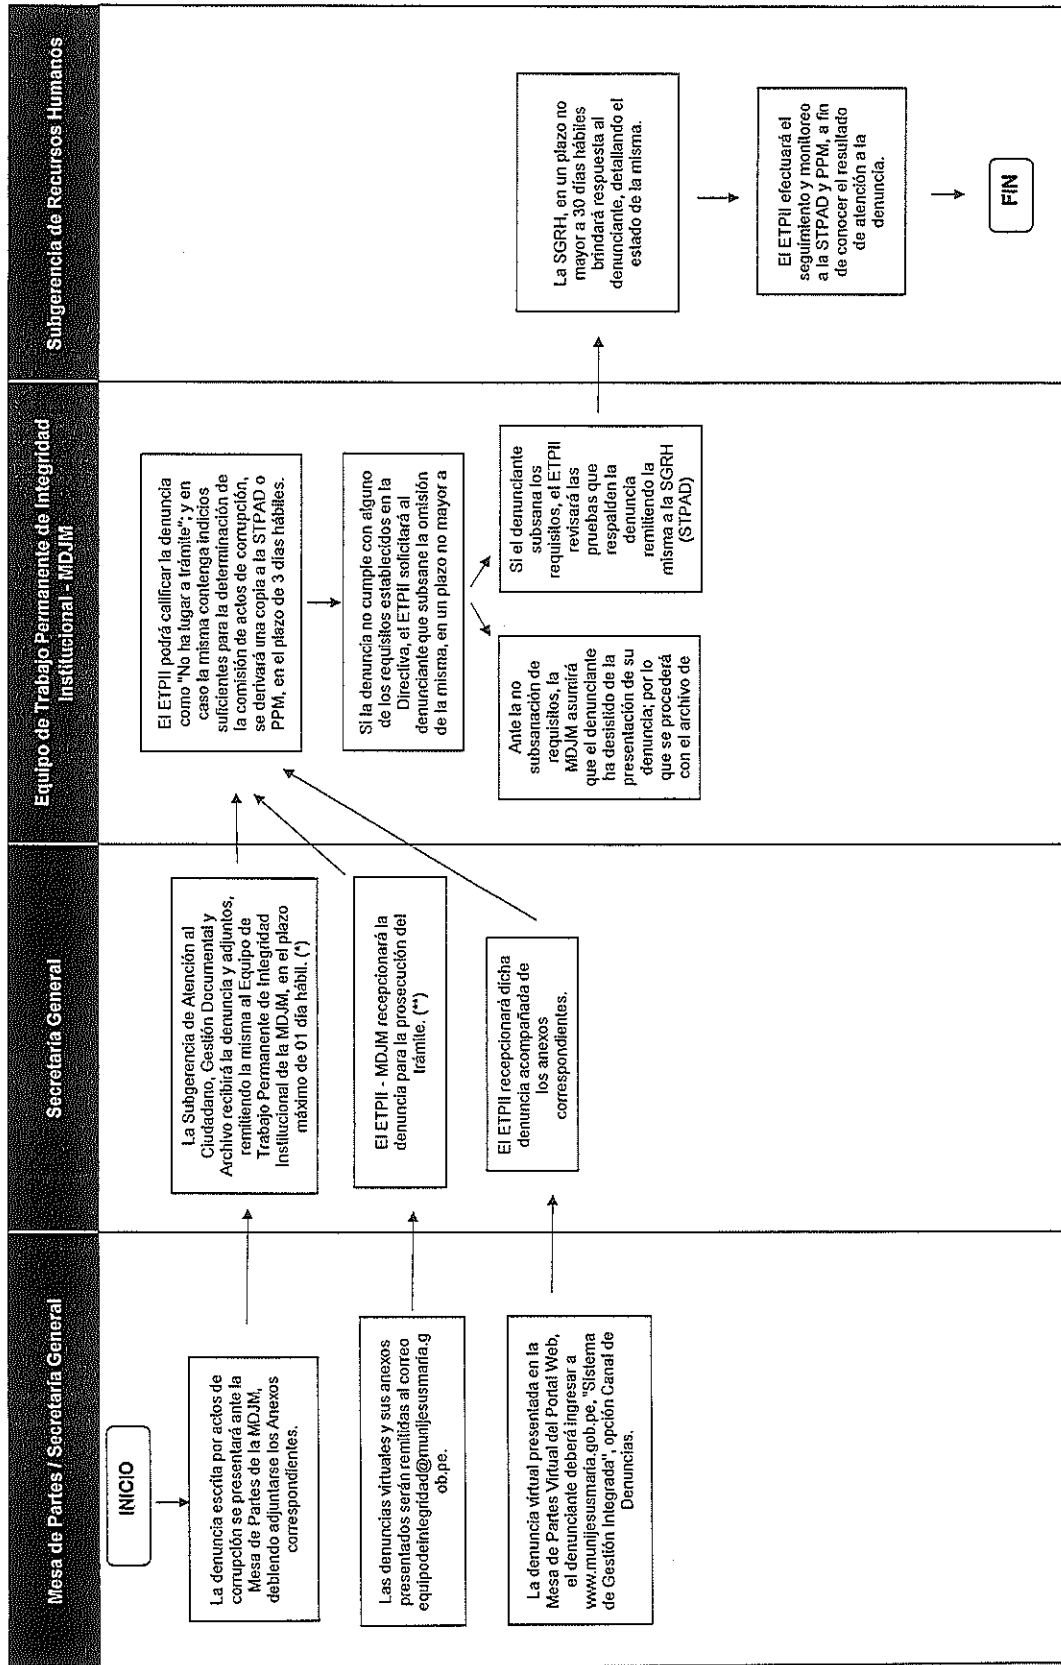 Mesa de Partes / Secretaría General
INICIO
La denuncia escrita por actos de
corrupción se presentará ante la
Mesa de Partes de la MDJM,
debiendo adjuntarse los Anexos
correspondientes.
Las denuncias virtuales y sus anexos
presentados serán remitidas al correo
equipodeintegridad@munijesusmaria.g
ob.pe.
La denuncia virtual presentada en la
Mesa de Partes Virtual del Portal Web,
el denunciante deberá ingresar a
www.munijesusmaria.gob.pe, "Sistema
de Gestión Integrada", opción Canal de
Denuncias.
Secretaría General
La Subgerencia de Atención al
Ciudadano, Gestión Documental y
Archivo recibirá la denuncia y adjuntos,
remitiendo la misma al Equipo de
Trabajo Permanente de Integridad
Institucional de la MDJM, en el plazo
máximo de 01 día hábil. (*)
El ETPII - MDJM recepcionará la
denuncia para la prosecución del
trámite. (**)
El ETPII recepcionará dicha
denuncia acompañada de
los anexos
correspondientes.
Equipo de Trabajo Permanente de Integridad
Institucional - MDJM
El ETPII podrá calificar la denuncia
como "No ha lugar a trámite"; y en
caso la misma contenga indicios
suficientes para la determinación de
la comisión de actos de corrupción,
se derivará una copia a la STPAD o
PPM, en el plazo de 3 días hábiles.
Si la denuncia no cumple con alguno
de los requisitos establecidos en la
Directiva, el ETPII solicitará al
denunciante que subsane la omisión
de la misma, en un plazo no mayor a
Ante la no
subsanación de
requisitos, la
MDJM asumirá
que el denunciante
ha desistido de la
presentación de su
denuncia; por lo
que se procederá
con el archivo de
Si el denunciante
subsana los
requisitos, el ETPII
revisará las
pruebas que
respalden la
denuncia
remitiendo la
misma a la SGRH
(STPAD)
Subgerencia de Recursos Humanos
La SGRH, en un plazo no
mayor a 30 días hábiles
brindará respuesta al
denunciante, detallando el
estado de la misma.
El ETPII efectuará el
seguimiento y monitoreo
a la STPAD y PPM, a fin
de conocer el resultado
de atención a la
denuncia.
FIN